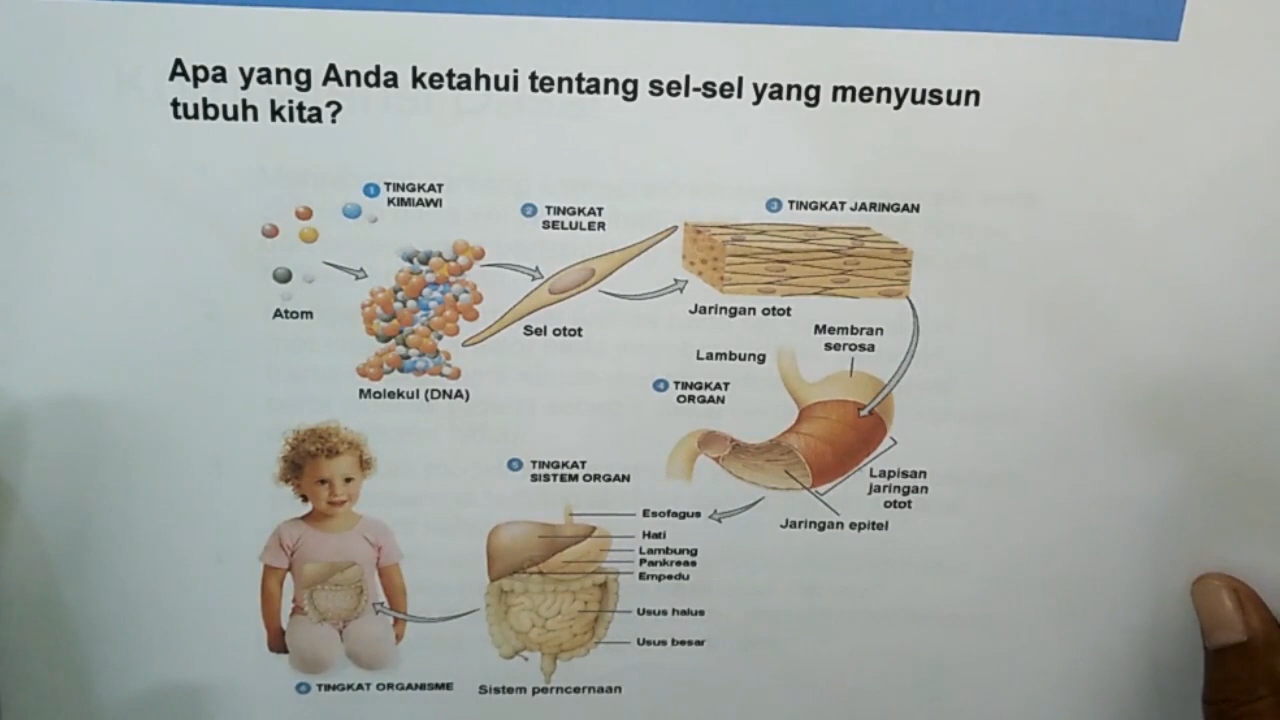 Apa yang Anda ketahui tentang sel-sel yang menyusun
tubuh kita?
1 TINGKAT
KIMIAWI
2 TINGKAT
SELULER
3 TINGKAT JARINGAN
Atom
Molekul (DNA)
Sel otot
Jaringan otot
Membran
serosa
Lambung
4 TINGKAT
ORGAN
Lapisan
jaringan
otot
Jaringan epitel
5 TINGKAT
SISTEM ORGAN
Esofagus
Hati
Lambung
Pankreas
Empedu
Usus halus
Usus besar
Sistem perncernaan
6 TINGKAT ORGANISME